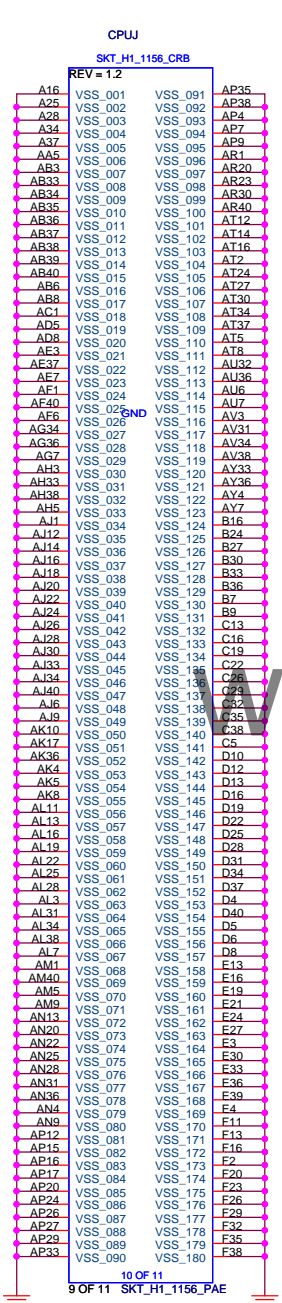 CPUJ
SKT_H1_1156_CRB
REV = 1.2
A16 VSS_001 VSS_091 AP35
A25 VSS_002 VSS_092 AP38
A28 VSS_003 VSS_093 AP4
A34 VSS_004 VSS_094 AP7
A37 VSS_005 VSS_095 AP9
AA5 VSS_006 VSS_096 AR1
AB3 VSS_007 VSS_097 AR20
AB33 VSS_008 VSS_098 AR23
AB34 VSS_009 VSS_099 AR30
AB35 VSS_010 VSS_100 AR40
AB36 VSS_011 VSS_101 AT12
AB37 VSS_012 VSS_102 AT14
AB38 VSS_013 VSS_103 AT16
AB39 VSS_014 VSS_104 AT2
AB40 VSS_015 VSS_105 AT24
AB6 VSS_016 VSS_106 AT27
AB8 VSS_017 VSS_107 AT30
AC1 VSS_018 VSS_108 AT34
AD5 VSS_019 VSS_109 AT37
AD8 VSS_020 VSS_110 AT5
AE3 VSS_021 VSS_111 AT8
AE37 VSS_022 VSS_112 AU32
AE7 VSS_023 VSS_113 AU36
AF1 VSS_024 VSS_114 AU6
AF40 VSS_025 GND VSS_115 AU7
AF6 VSS_026 VSS_116 AV3
AG34 VSS_027 VSS_117 AV31
AG36 VSS_028 VSS_118 AV34
AG7 VSS_029 VSS_119 AV38
AH3 VSS_030 VSS_120 AY33
AH33 VSS_031 VSS_121 AY36
AH38 VSS_032 VSS_122 AY4
AH5 VSS_033 VSS_123 AY7
AJ1 VSS_034 VSS_124 B16
AJ12 VSS_035 VSS_125 B24
AJ14 VSS_036 VSS_126 B27
AJ16 VSS_037 VSS_127 B30
AJ18 VSS_038 VSS_128 B33
AJ20 VSS_039 VSS_129 B36
AJ22 VSS_040 VSS_130 B7
AJ24 VSS_041 VSS_131 B9
AJ26 VSS_042 VSS_132 C13
AJ28 VSS_043 VSS_133 C16
AJ30 VSS_044 VSS_134 C19
AJ33 VSS_045 VSS_135 C22
AJ34 VSS_046 VSS_136 C26
AJ40 VSS_047 VSS_137 C29
AJ6 VSS_048 VSS_138 C32
AJ9 VSS_049 VSS_139 C35
AK10 VSS_050 VSS_140 C38
AK17 VSS_051 VSS_141 C5
AK36 VSS_052 VSS_142 D10
AK4 VSS_053 VSS_143 D12
AK5 VSS_054 VSS_144 D13
AK8 VSS_055 VSS_145 D16
AL11 VSS_056 VSS_146 D19
AL13 VSS_057 VSS_147 D22
AL16 VSS_058 VSS_148 D25
AL19 VSS_059 VSS_149 D28
AL22 VSS_060 VSS_150 D31
AL25 VSS_061 VSS_151 D34
AL28 VSS_062 VSS_152 D37
AL3 VSS_063 VSS_153 D4
AL31 VSS_064 VSS_154 D40
AL34 VSS_065 VSS_155 D5
AL38 VSS_066 VSS_156 D6
AL7 VSS_067 VSS_157 D8
AM1 VSS_068 VSS_158 E13
AM40 VSS_069 VSS_159 E16
AM5 VSS_070 VSS_160 E19
AM9 VSS_071 VSS_161 E21
AN13 VSS_072 VSS_162 E24
AN20 VSS_073 VSS_163 E27
AN22 VSS_074 VSS_164 E3
AN25 VSS_075 VSS_165 E30
AN28 VSS_076 VSS_166 E33
AN31 VSS_077 VSS_167 E36
AN36 VSS_078 VSS_168 E39
AN4 VSS_079 VSS_169 E4
AN9 VSS_080 VSS_170 F11
AP12 VSS_081 VSS_171 F13
AP15 VSS_082 VSS_172 F16
AP16 VSS_083 VSS_173 F2
AP17 VSS_084 VSS_174 F20
AP20 VSS_085 VSS_175 F23
AP24 VSS_086 VSS_176 F26
AP26 VSS_087 VSS_177 F29
AP27 VSS_088 VSS_178 F32
AP29 VSS_089 VSS_179 F35
AP33 VSS_090 VSS_180 F38
10 OF 11
9 OF 11 SKT_H1_1156_PAE
W